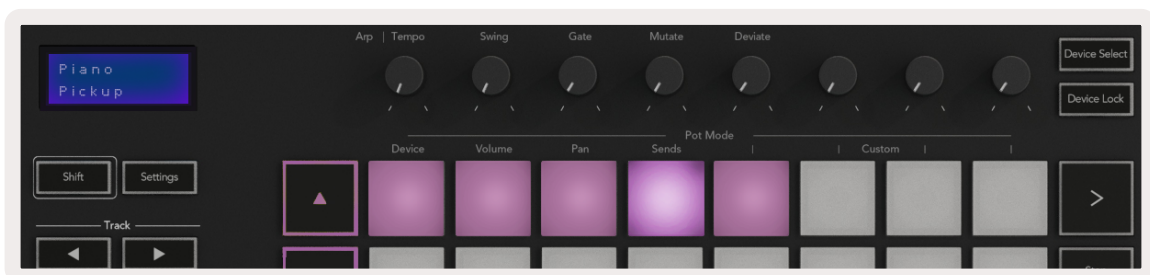 Piano
Pickup
Arp | Tempo Swing Gate Mutate Deviate
Device Select
Device Lock
Pot Mode
Device Volume Pan Sends | | Custom | |
Shift Settings
Track